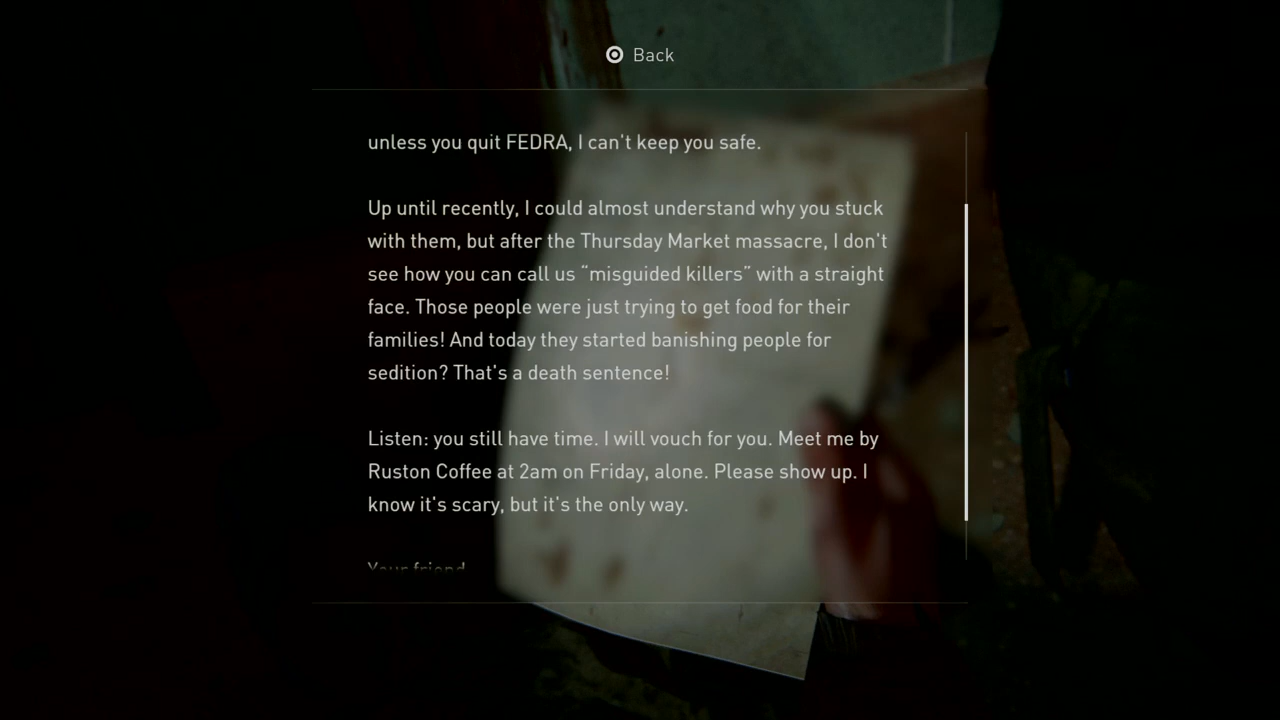 Back
unless you quit FEDRA, I can't keep you safe.
Up until recently, I could almost understand why you stuck
with them, but after the Thursday Market massacre, I don't
see how you can call us “misguided killers” with a straight
face. Those people were just trying to get food for their
families! And today they started banishing people for
sedition? That's a death sentence!
Listen: you still have time. I will vouch for you. Meet me by
Ruston Coffee at 2am on Friday, alone. Please show up. I
know it's scary, but it's the only way.
Your friend